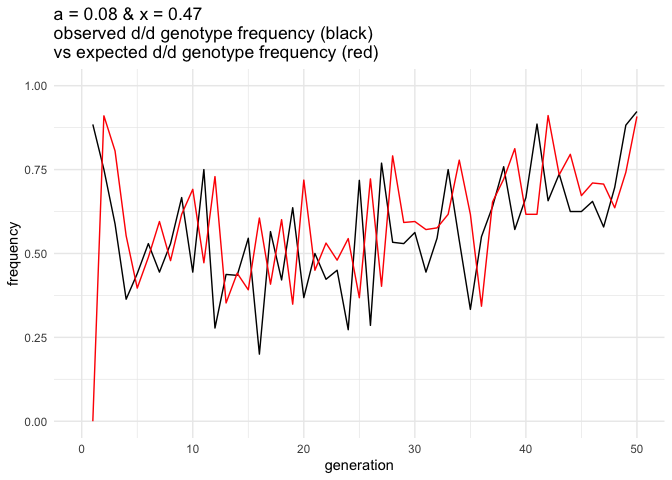 a = 0.08 & x = 0.47
observed d/d genotype frequency (black)
vs expected d/d genotype frequency (red)
1.00
0.75
0.50
0.25
0.00
frequency
0
10
20
30
40
50
generation